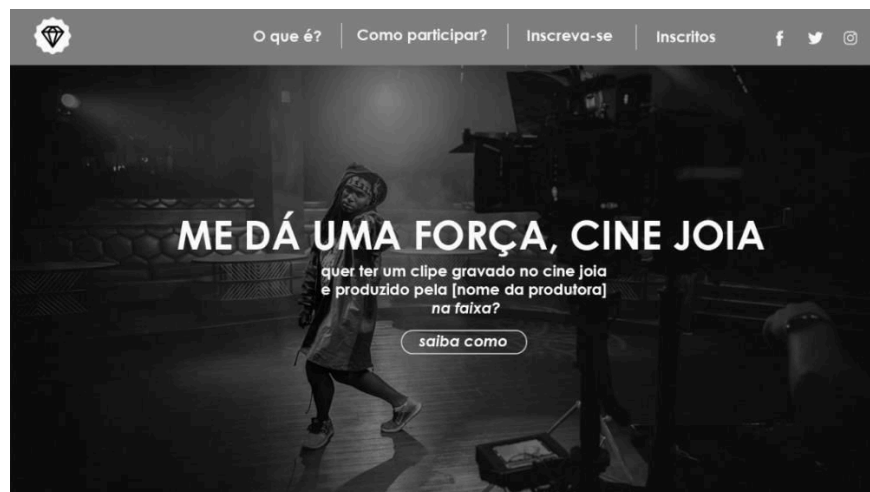 O que é?
Como participar?
Inscreva-se
Inscritos
ME DÁ UMA FORÇA, CINE JOIA
quer ter um clipe gravado no cine joia
e produzido pela [nome da produtora]
na faixa?
saiba como